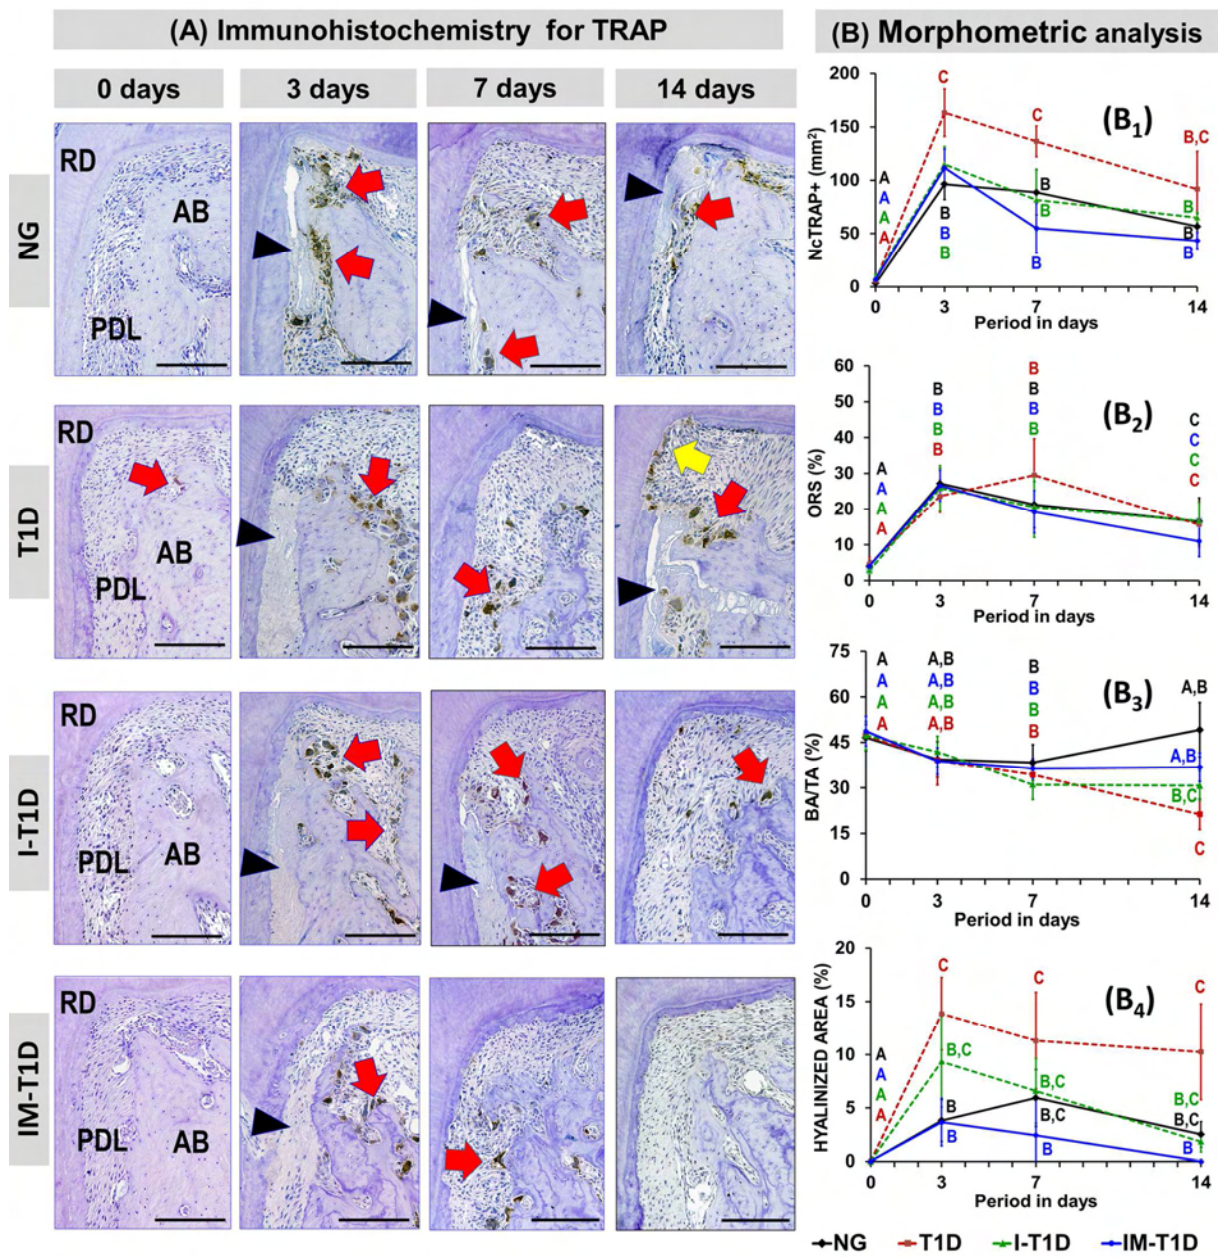 (A) Immunohistochemistry for TRAP
0 days
3 days
7 days
14 days
NG
RD
AB
PDL
T1D
RD
AB
PDL
I-T1D
RD
PDL
AB
IM-T1D
RD
PDL
AB
(B) Morphometric analysis
(B1)
NcTRAP+ (mm²)
200
150
100
50
0
A
A
A
A
C
B
B
B
C
B
B
B
B,C
B
B
B
0 3 7 14
Period in days
(B2)
ORS (%)
60
50
40
30
20
10
0
A
A
A
A
B
B
B
B
B
B
B
B
C
C
C
C
0 3 7 14
Period in days
(B3)
BA/TA (%)
75
60
45
30
15
0
A
A
A
A
A,B
A,B
A,B
A,B
B
B
B
B
A,B
A,B
B,C
C
0 3 7 14
Period in days
(B4)
HYALINIZED AREA (%)
20
15
10
5
0
A
A
A
A
C
B,C
B
C
B,C
B,C
B
C
B,C
B,C
B
0 3 7 14
Period in days
NG T1D I-T1D IM-T1D